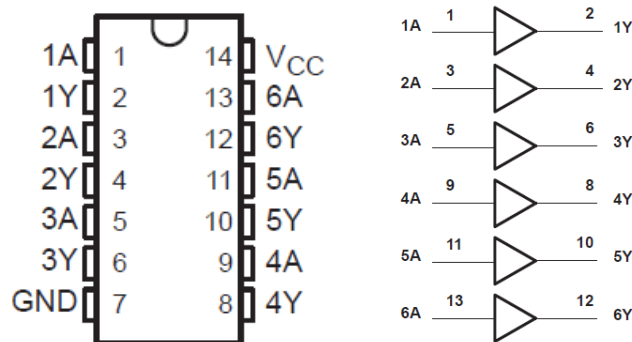 1A 1 14 VCC
1Y 2 13 6A
2A 3 12 6Y
2Y 4 11 5A
3A 5 10 5Y
3Y 6 9 4A
GND 7 8 4Y
1A 1 2 1Y
2A 3 4 2Y
3A 5 6 3Y
4A 9 8 4Y
5A 11 10 5Y
6A 13 12 6Y